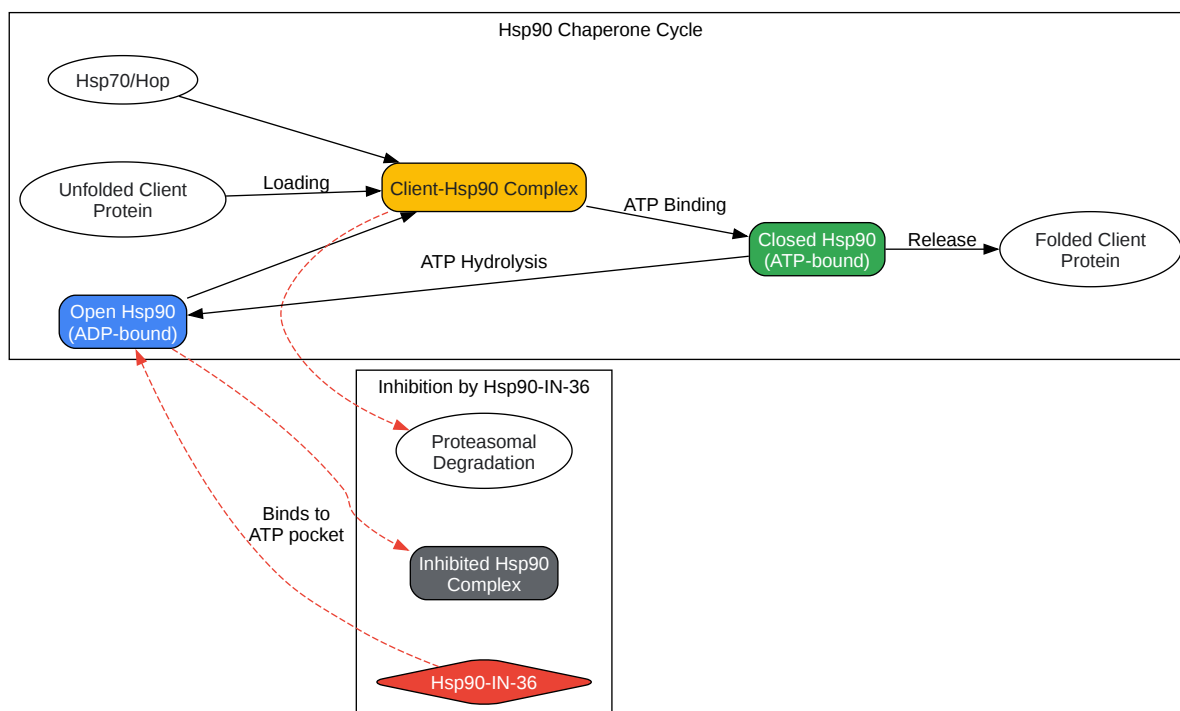 Hsp90 Chaperone Cycle
Hsp70/Hop
Unfolded Client
Protein
Loading
Client-Hsp90 Complex
ATP Binding
Closed Hsp90
(ATP-bound)
Release
Folded Client
Protein
ATP Hydrolysis
Open Hsp90
(ADP-bound)
Inhibition by Hsp90-IN-36
Proteasomal
Degradation
Binds to
ATP pocket
Inhibited Hsp90
Complex
Hsp90-IN-36